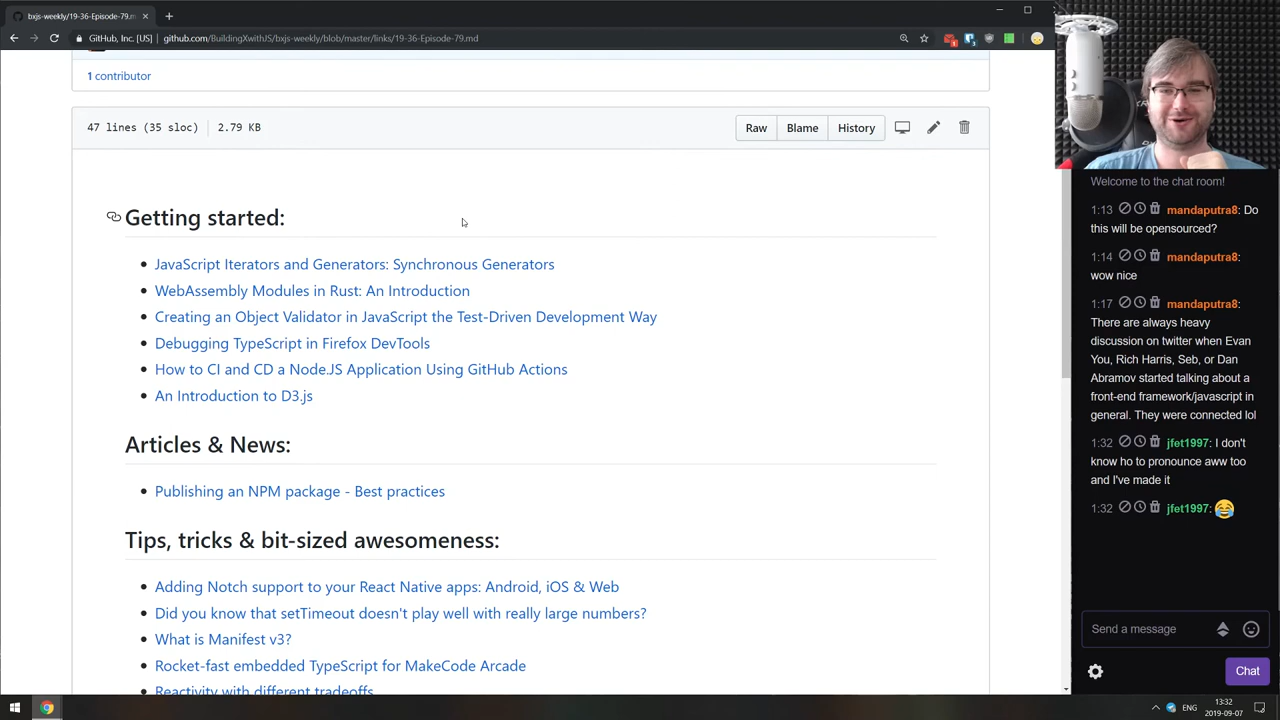 bxjs-weekly/19-36-Episode-79.m
GitHub, Inc. [US]
github.com/BuildingXwithJS/bxjs-weekly/blob/master/links/19-36-Episode-79.md
1 contributor
47 lines (35 sloc)
2.79 KB
Raw
Blame
History
Getting started:
JavaScript Iterators and Generators: Synchronous Generators
WebAssembly Modules in Rust: An Introduction
Creating an Object Validator in JavaScript the Test-Driven Development Way
Debugging TypeScript in Firefox DevTools
How to CI and CD a Node.JS Application Using GitHub Actions
An Introduction to D3.js
Articles & News:
Publishing an NPM package - Best practices
Tips, tricks & bit-sized awesomeness:
Adding Notch support to your React Native apps: Android, iOS & Web
Did you know that setTimeout doesn't play well with really large numbers?
What is Manifest v3?
Rocket-fast embedded TypeScript for MakeCode Arcade
Reactivity with different tradeoffs
Welcome to the chat room!
1:13 mandaputra8: Do
this will be opensourced?
1:14 mandaputra8:
wow nice
1:17 mandaputra8:
There are always heavy
discussion on twitter when Evan
You, Rich Harris, Seb, or Dan
Abramov started talking about a
front-end framework/javascript in
general. They were connected lol
1:32 jfet1997: I don't
know ho to pronounce aww too
and I've made it
1:32 jfet1997: 😂
Send a message
Chat
ENG
13:32
2019-09-07